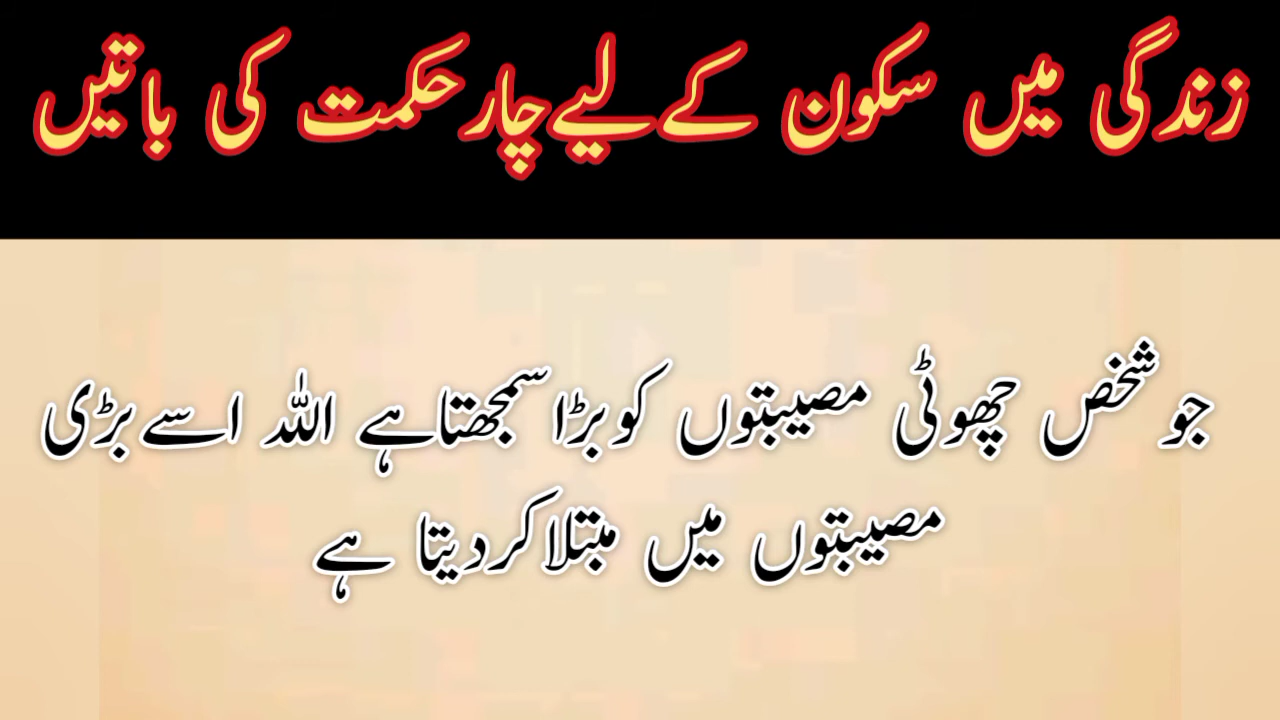 زندگی میں سکون کے لیے چار حکمت کی باتیں
جو شخص چھوٹی مصیبتوں کو بڑا سمجھتا ہے اللہ اسے بڑی
مصیبتوں میں مبتلا کر دیتا ہے